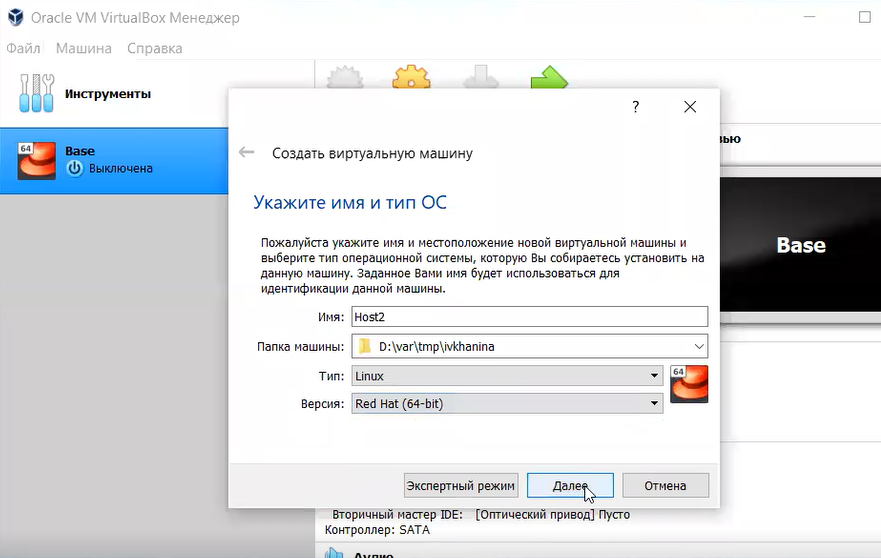 Oracle VM VirtualBox Менеджер
Файл Машина Справка
Инструменты
64
Base
Выключена
?
Создать виртуальную машину
Укажите имя и тип ОС
Пожалуйста укажите имя и местоположение новой виртуальной машины и
выберите тип операционной системы, которую Вы собираетесь установить на
данную машину. Заданное Вами имя будет использоваться для
идентификации данной машины.
Имя: Host2
Папка машины: D:\var\tmp\ivkhanina
Тип: Linux
64
Версия: Red Hat (64-bit)
Экспертный режим Далее Отмена
Base
Вторичный мастер IDE: [Оптический привод] Пусто
Контроллер: SATA
Аудио